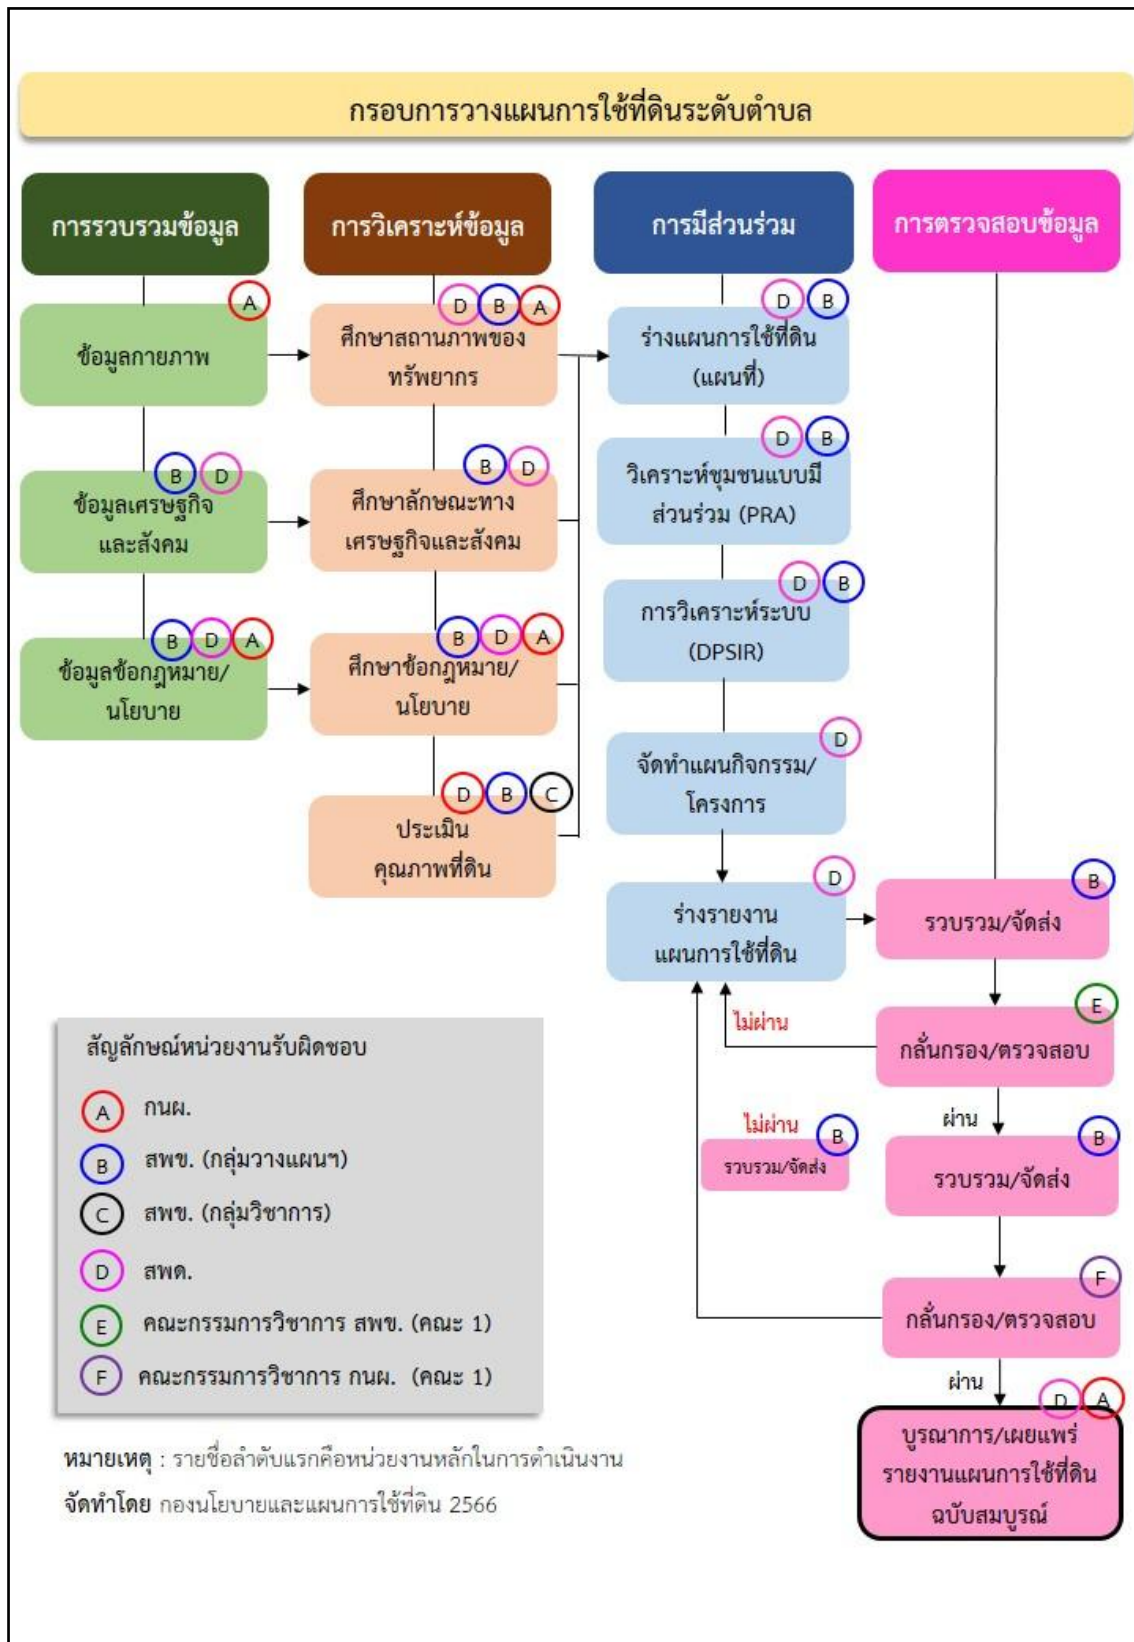 กรอบการวางแผนการใช้ที่ดินระดับตำบล
การรวบรวมข้อมูล
A
ข้อมูลกายภาพ
B D
ข้อมูลเศรษฐกิจ
และสังคม
B D A
ข้อมูลข้อกฎหมาย/
นโยบาย
การวิเคราะห์ข้อมูล
D B A
ศึกษาสถานภาพของ
ทรัพยากร
B D
ศึกษาลักษณะทาง
เศรษฐกิจและสังคม
B D A
ศึกษาข้อกฎหมาย/
นโยบาย
D B C
ประเมิน
คุณภาพที่ดิน
การมีส่วนร่วม
D B
ร่างแผนการใช้ที่ดิน
(แผนที่)
D B
วิเคราะห์ชุมชนแบบมี
ส่วนร่วม (PRA)
D B
การวิเคราะห์ระบบ
(DPSIR)
D
จัดทำแผนกิจกรรม/
โครงการ
D
ร่างรายงาน
แผนการใช้ที่ดิน
การตรวจสอบข้อมูล
B
รวบรวม/จัดส่ง
E
กลั่นกรอง/ตรวจสอบ
ไม่ผ่าน
ผ่าน
B
รวบรวม/จัดส่ง
ไม่ผ่าน
B
รวบรวม/จัดส่ง
F
กลั่นกรอง/ตรวจสอบ
ผ่าน
D A
บูรณาการ/เผยแพร่
รายงานแผนการใช้ที่ดิน
ฉบับสมบูรณ์
สัญลักษณ์หน่วยงานรับผิดชอบ
A กนผ.
B สพข. (กลุ่มวางแผนฯ)
C สพข. (กลุ่มวิชาการ)
D สพด.
E คณะกรรมการวิชาการ สพข. (คณะ 1)
F คณะกรรมการวิชาการ กนผ. (คณะ 1)
หมายเหตุ : รายชื่อลำดับแรกคือหน่วยงานหลักในการดำเนินงาน
จัดทำโดย กองนโยบายและแผนการใช้ที่ดิน 2566